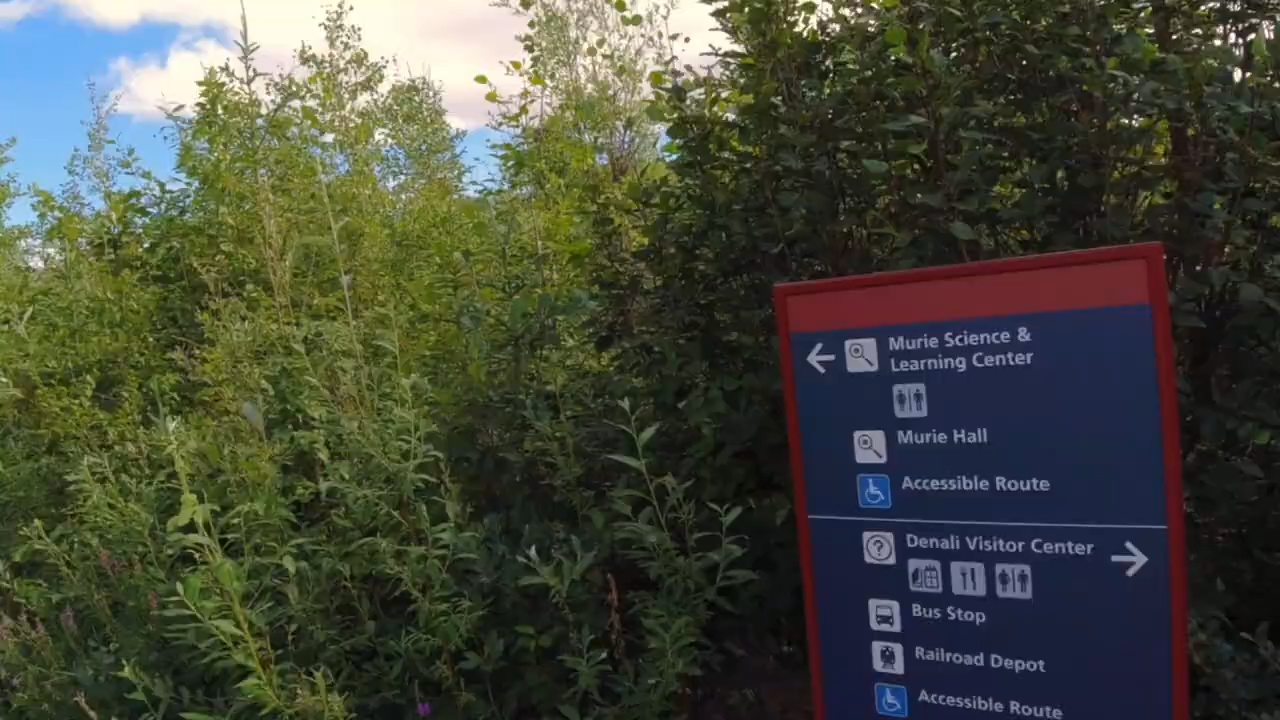 Murie Science &
Learning Center
Murie Hall
Accessible Route
Denali Visitor Center
Bus Stop
Railroad Depot
Accessible Route